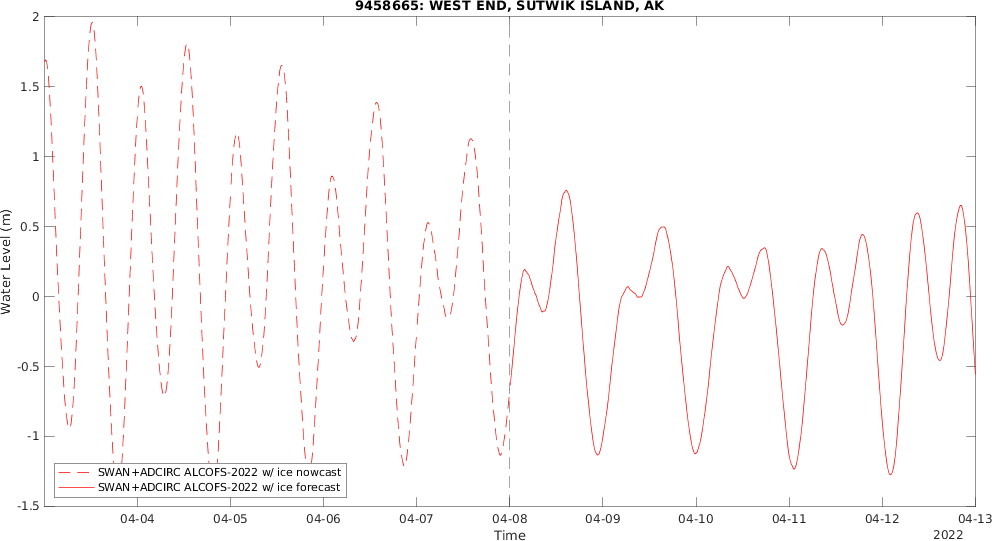 9458665: WEST END, SUTWIK ISLAND, AK
2
1.5
1
0.5
0
-0.5
-1
-1.5
Water Level (m)
SWAN+ADCIRC ALCOFS-2022 w/ ice nowcast
SWAN+ADCIRC ALCOFS-2022 w/ ice forecast
04-04 04-05 04-06 04-07 04-08 04-09 04-10 04-11 04-12 04-13
Time
2022